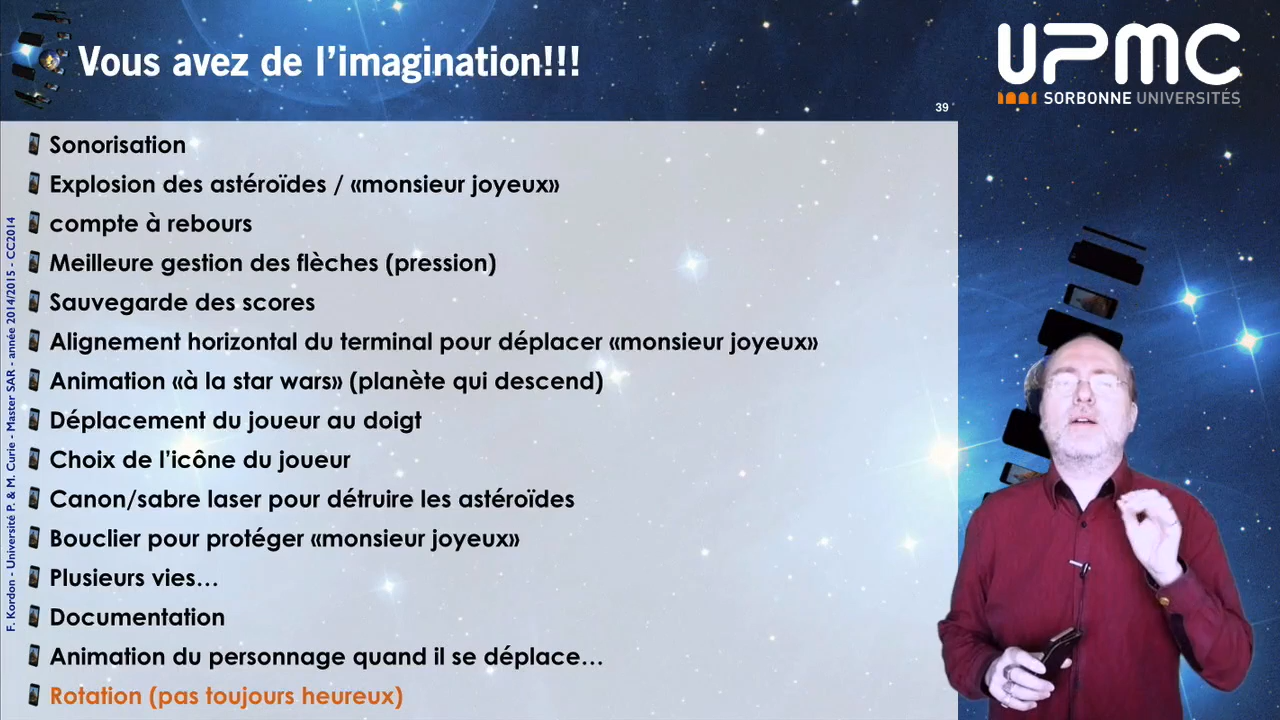 Vous avez de l'imagination!!!
UPMC
SORBONNE UNIVERSITÉS
39
Sonorisation
Explosion des astéroïdes / «monsieur joyeux»
compte à rebours
Meilleure gestion des flèches (pression)
Sauvegarde des scores
Alignement horizontal du terminal pour déplacer «monsieur joyeux»
Animation «à la star wars» (planète qui descend)
Déplacement du joueur au doigt
Choix de l'icône du joueur
Canon/sabre laser pour détruire les astéroïdes
Bouclier pour protéger «monsieur joyeux»
Plusieurs vies...
Documentation
Animation du personnage quand il se déplace...
Rotation (pas toujours heureux)
F. Kordon - Université P. & M. Curie - Master SAR - année 2014/2015 - CC2014